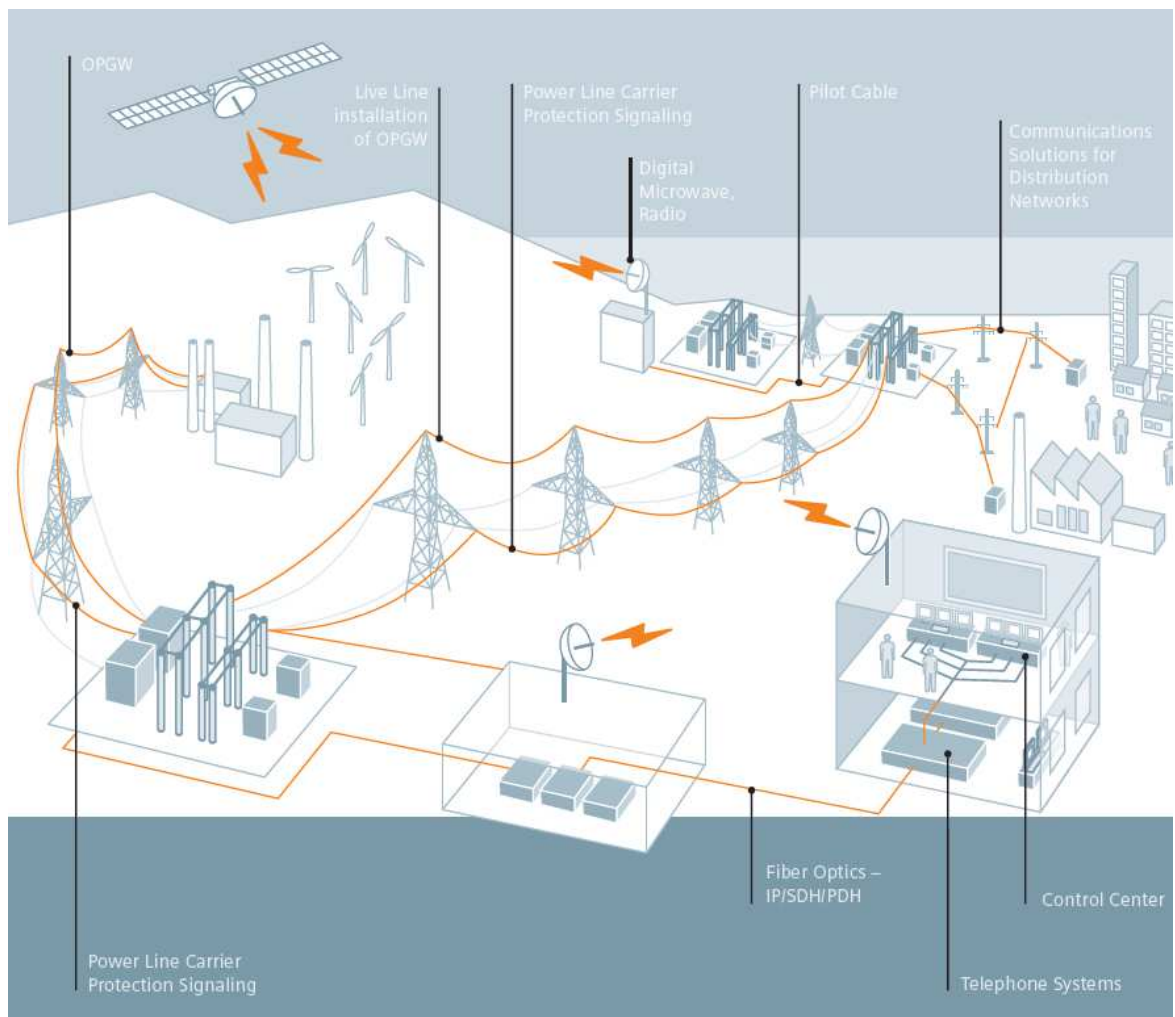 OPGW
Live Line
installation
of OPGW
Power Line Carrier
Protection Signaling
Pilot Cable
Digital
Microwave,
Radio
Communications
Solutions for
Distribution
Networks
Fiber Optics –
IP/SDH/PDH
Control Center
Power Line Carrier
Protection Signaling
Telephone Systems